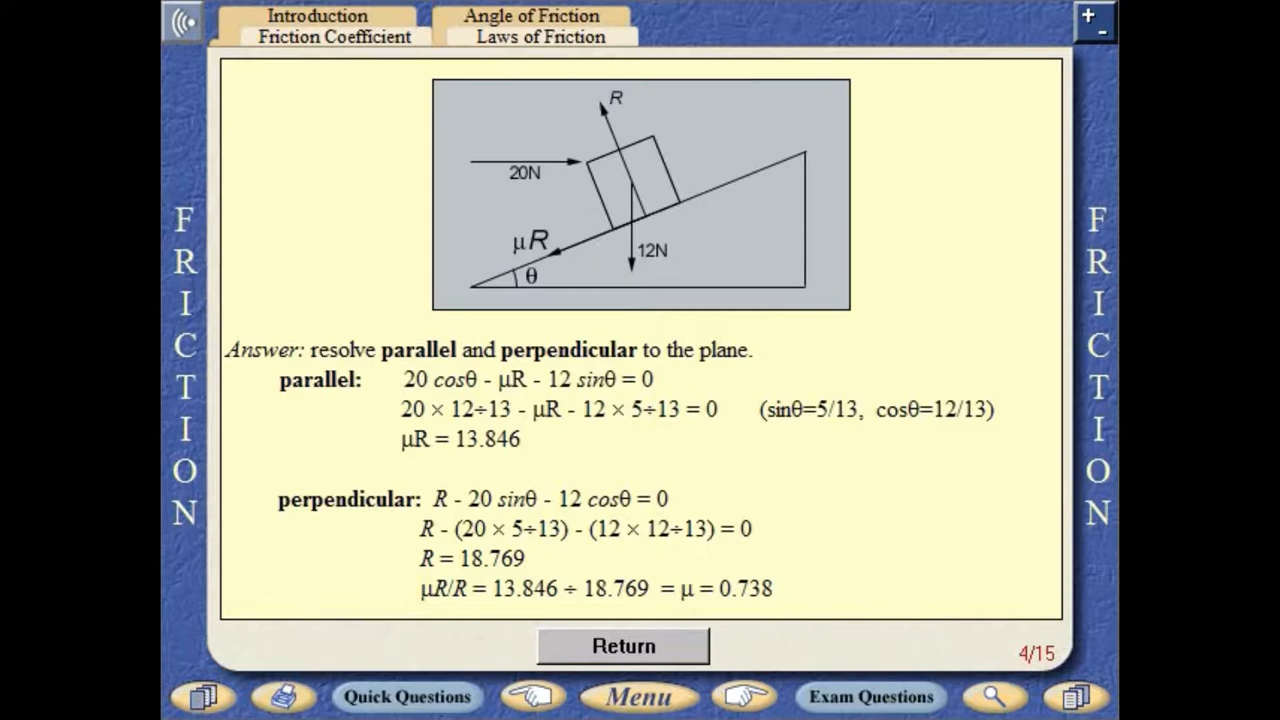 Introduction
Angle of Friction
Friction Coefficient
Laws of Friction
+
-
FRICTION
FRICTION
R
20N
μR
12N
θ
Answer: resolve parallel and perpendicular to the plane.
parallel: 20 cosθ - μR - 12 sinθ = 0
20 × 12÷13 - μR - 12 × 5÷13 = 0 (sinθ=5/13, cosθ=12/13)
μR = 13.846
perpendicular: R - 20 sinθ - 12 cosθ = 0
R - (20 × 5÷13) - (12 × 12÷13) = 0
R = 18.769
μR/R = 13.846 ÷ 18.769 = μ = 0.738
Return
4/15
Quick Questions
Menu
Exam Questions